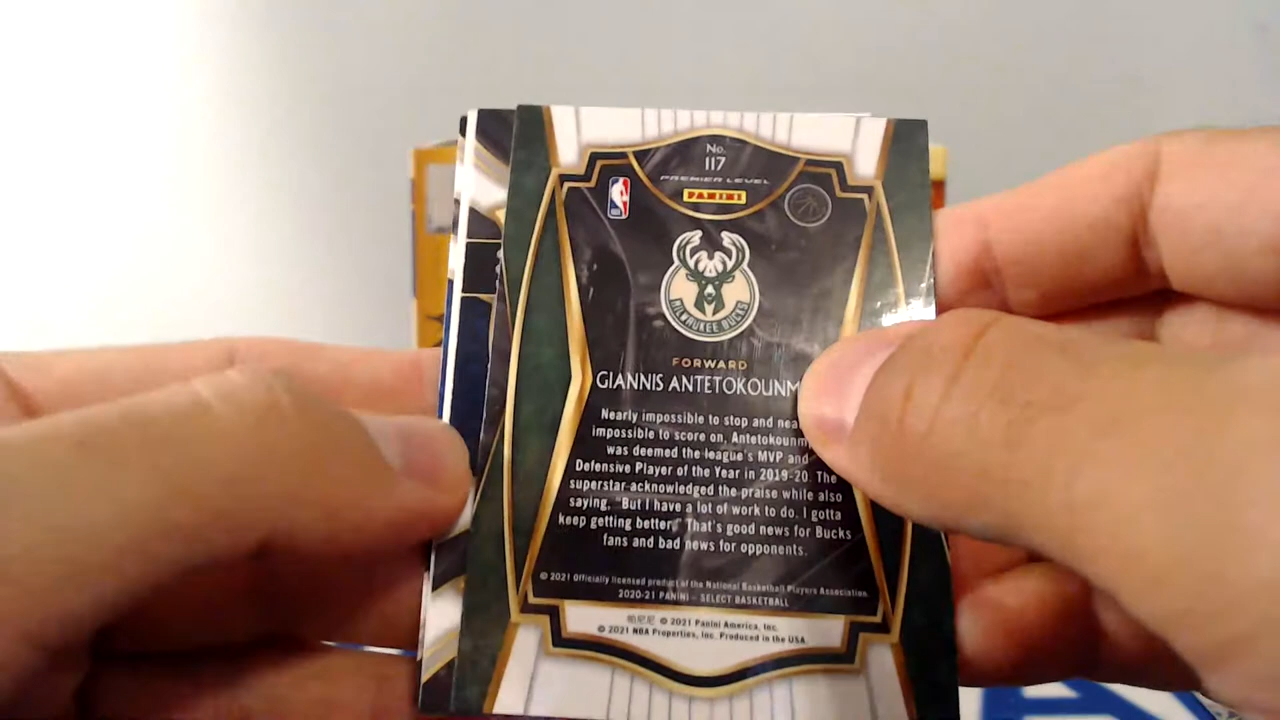 No.
117
PREMIER LEVEL
PANINI
MILWAUKEE BUCKS
FORWARD
GIANNIS ANTETOKOUNM
Nearly impossible to stop and nea
impossible to score on, Antetokounm
was deemed the league's MVP and
Defensive Player of the Year in 2019-20. The
superstar acknowledged the praise while also
saying, "But I have a lot of work to do. I gotta
keep getting better." That's good news for Bucks
fans and bad news for opponents.
© 2021 Officially licensed product of the National Basketball Players Association.
2020-21 PANINI – SELECT BASKETBALL
帕尼尼 © 2021 Panini America, Inc.
© 2021 NBA Properties, Inc. Produced in the USA.